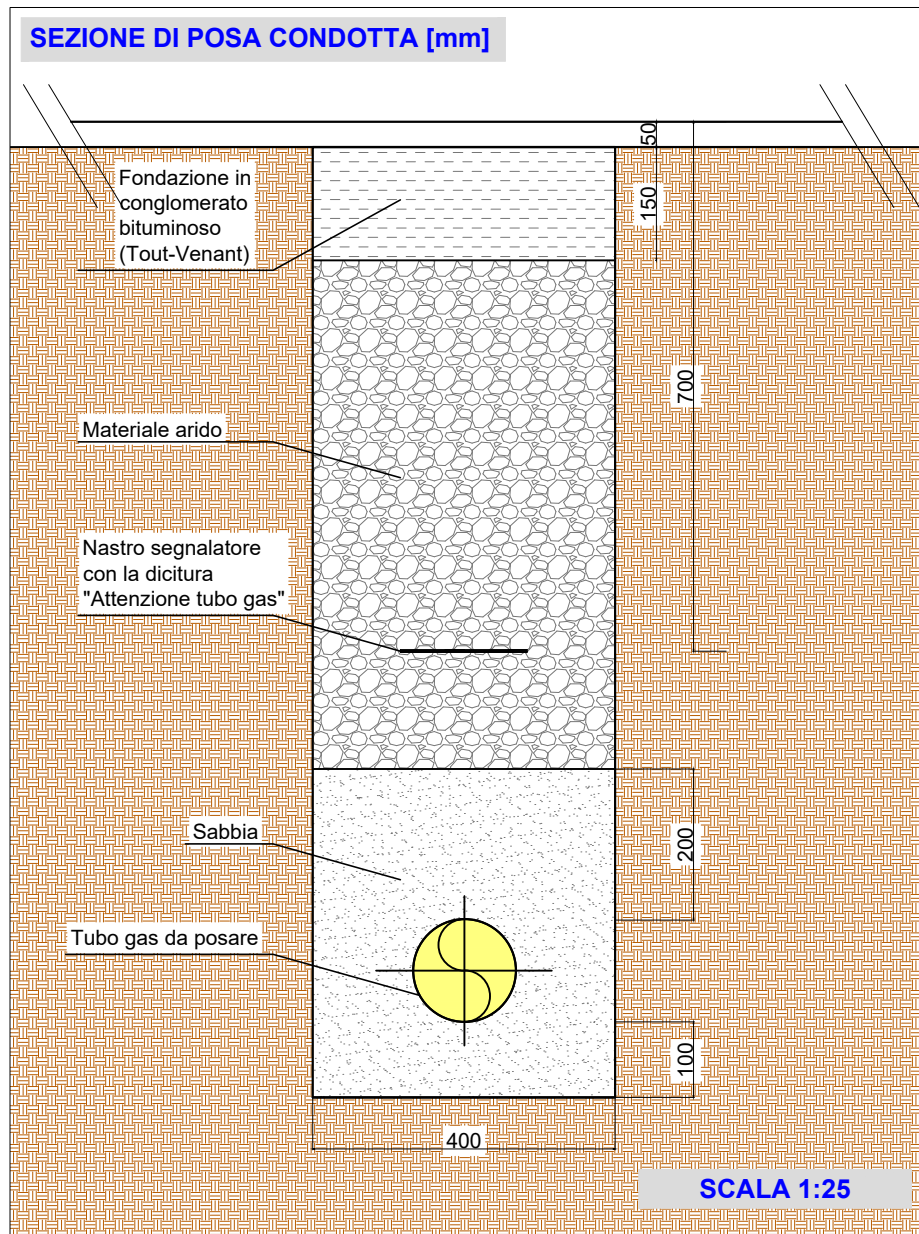 SEZIONE DI POSA CONDOTTA [mm]
50
Fondazione in
conglomerato
bituminoso
(Tout-Venant)
150
700
Materiale arido
Nastro segnalatore
con la dicitura
"Attenzione tubo gas"
Sabbia
200
Tubo gas da posare
100
400
SCALA 1:25